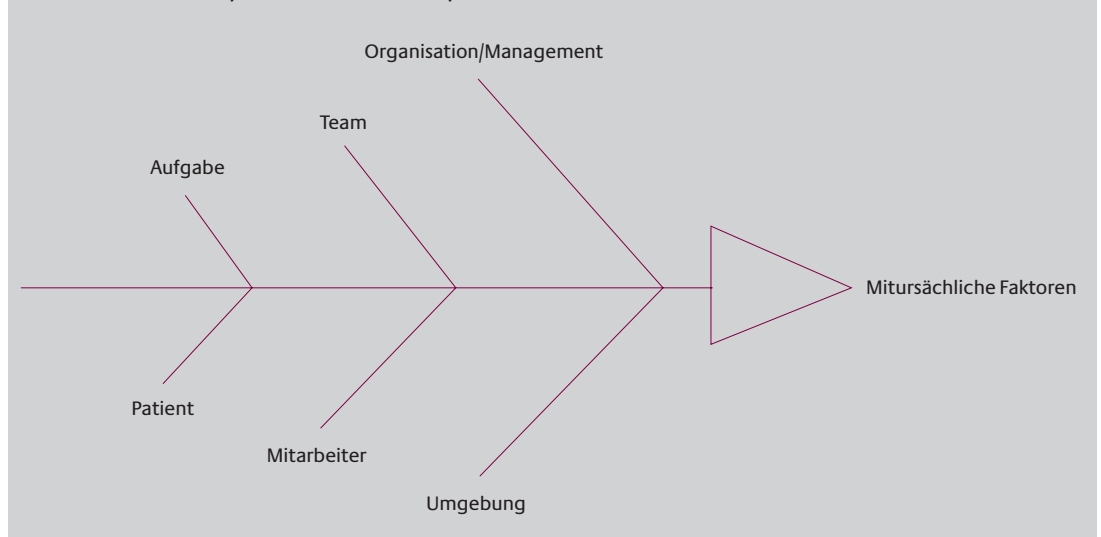 Organisation/Management
Team
Aufgabe
Mitursächliche Faktoren
Patient
Mitarbeiter
Umgebung